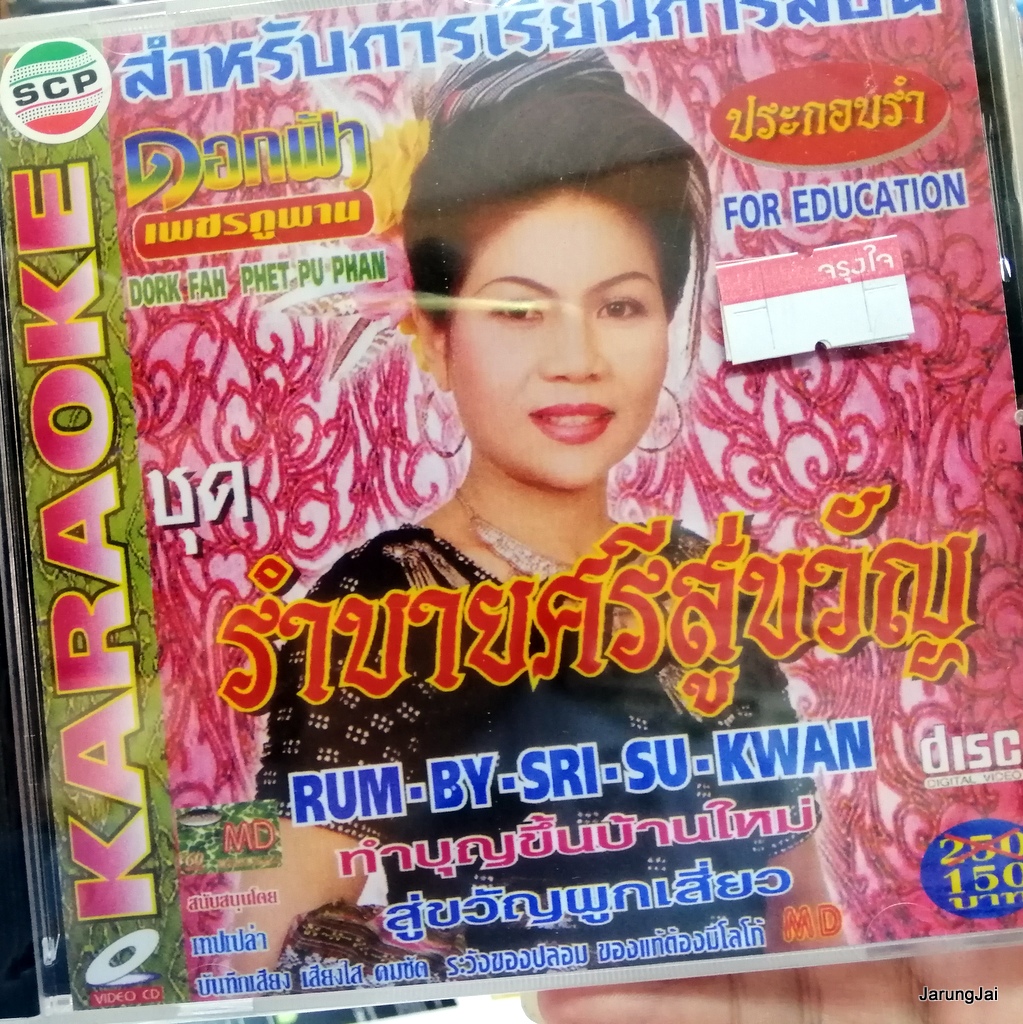 SCP
สำหรับการเรียนการสอน
ดอกฟ้า
เพชรภูพาน
DORK FAH PHET PU PHAN
ประกอบรำ
FOR EDUCATION
จรุงใจ
KARAOKE
ชุด
รำบายศรีสู่ขวัญ
RUM-BY-SRI-SU-KWAN
ทำบุญขึ้นบ้านใหม่
สู่ขวัญผูกเสี่ยว
disc
DIGITAL VIDEO
250
150
บาท
MD
สนับสนุนโดย
เทปเปล่า
MD
บันทึกเสียง เสียงใส คมชัด ระวังของปลอม ของแท้ต้องมีโลโก้
VIDEO CD
JarungJai